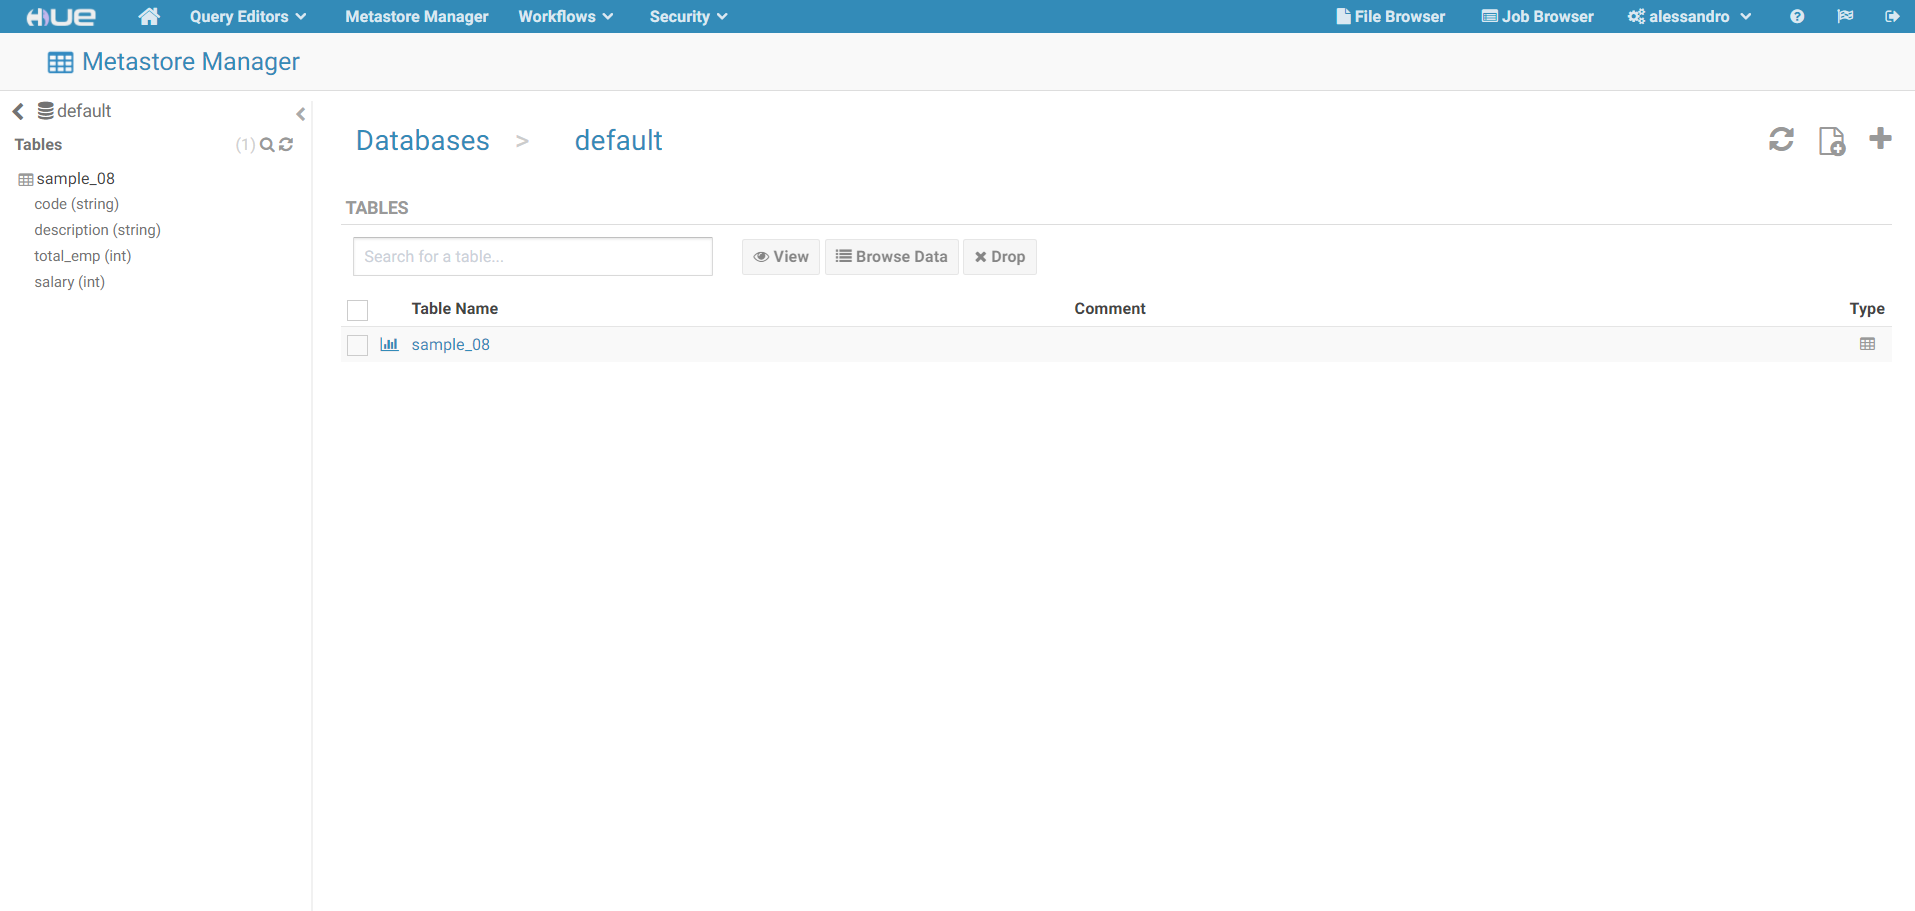 HUE Query Editors Metastore Manager Workflows Security File Browser Job Browser alessandro
Metastore Manager
default
Tables (1)
sample_08
code (string)
description (string)
total_emp (int)
salary (int)
Databases > default
TABLES
Search for a table... View Browse Data Drop
Table Name Comment Type
sample_08